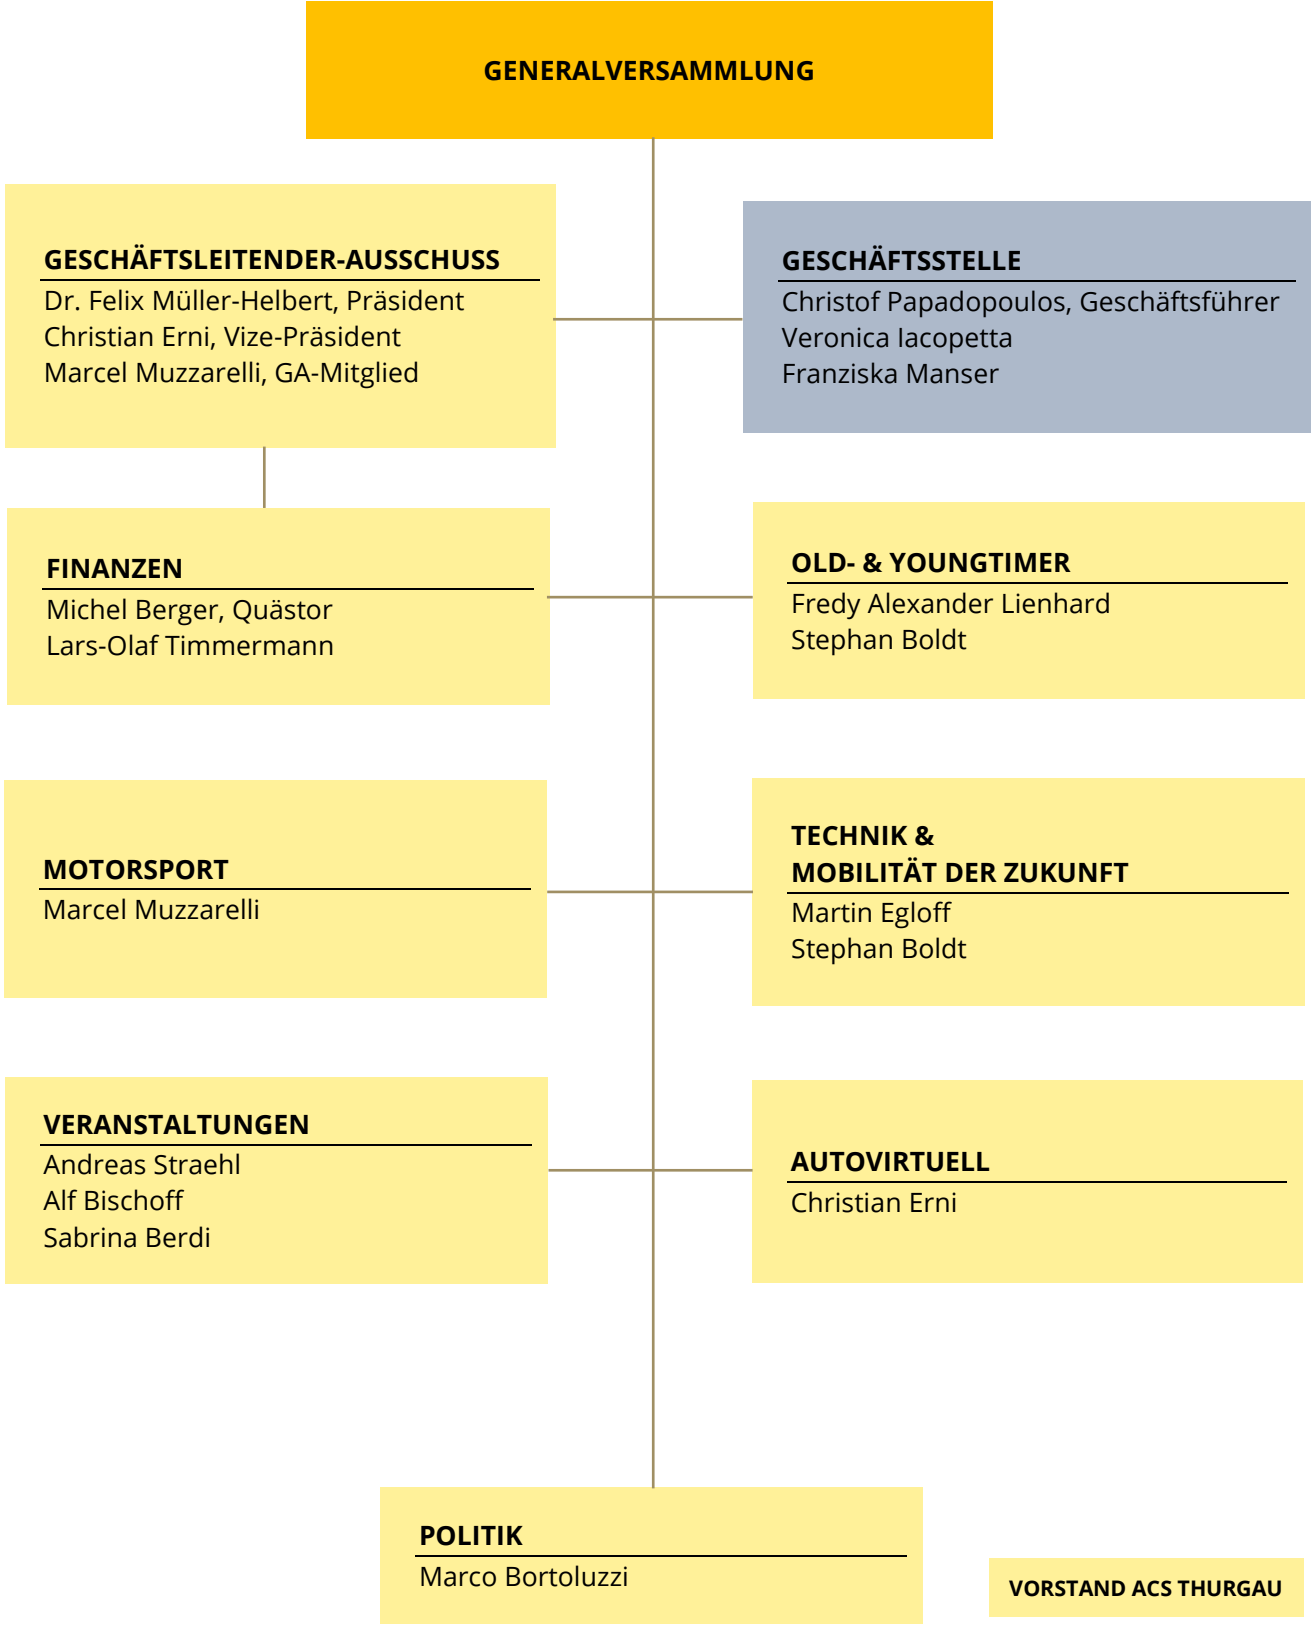 GENERALVERSAMMLUNG
GESCHÄFTSLEITENDER-AUSSCHUSS
Dr. Felix Müller-Helbert, Präsident
Christian Erni, Vize-Präsident
Marcel Muzzarelli, GA-Mitglied
GESCHÄFTSSTELLE
Christof Papadopoulos, Geschäftsführer
Veronica Iacopetta
Franziska Manser
FINANZEN
Michel Berger, Quästor
Lars-Olaf Timmermann
OLD- & YOUNGTIMER
Fredy Alexander Lienhard
Stephan Boldt
MOTORSPORT
Marcel Muzzarelli
TECHNIK &
MOBILITÄT DER ZUKUNFT
Martin Egloff
Stephan Boldt
VERANSTALTUNGEN
Andreas Straehl
Alf Bischoff
Sabrina Berdi
AUTOVIRTUELL
Christian Erni
POLITIK
Marco Bortoluzzi
VORSTAND ACS THURGAU